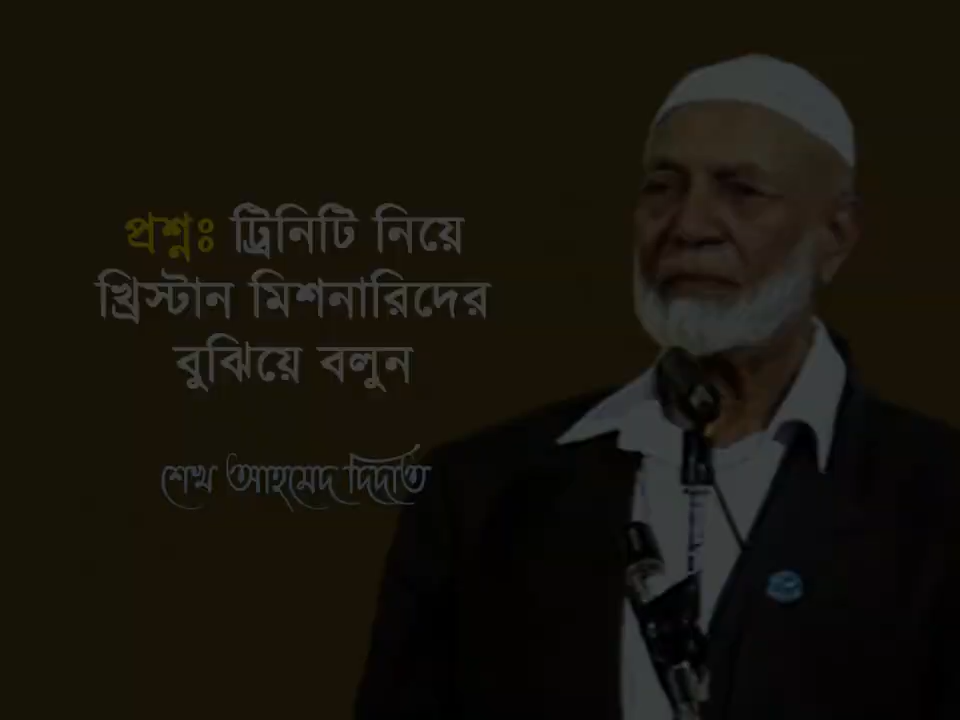 প্রশ্নঃ ট্রিনিটি নিয়ে
খ্রিস্টান মিশনারিদের
বুঝিয়ে বলুন
শেখ আহমেদ দিদাত